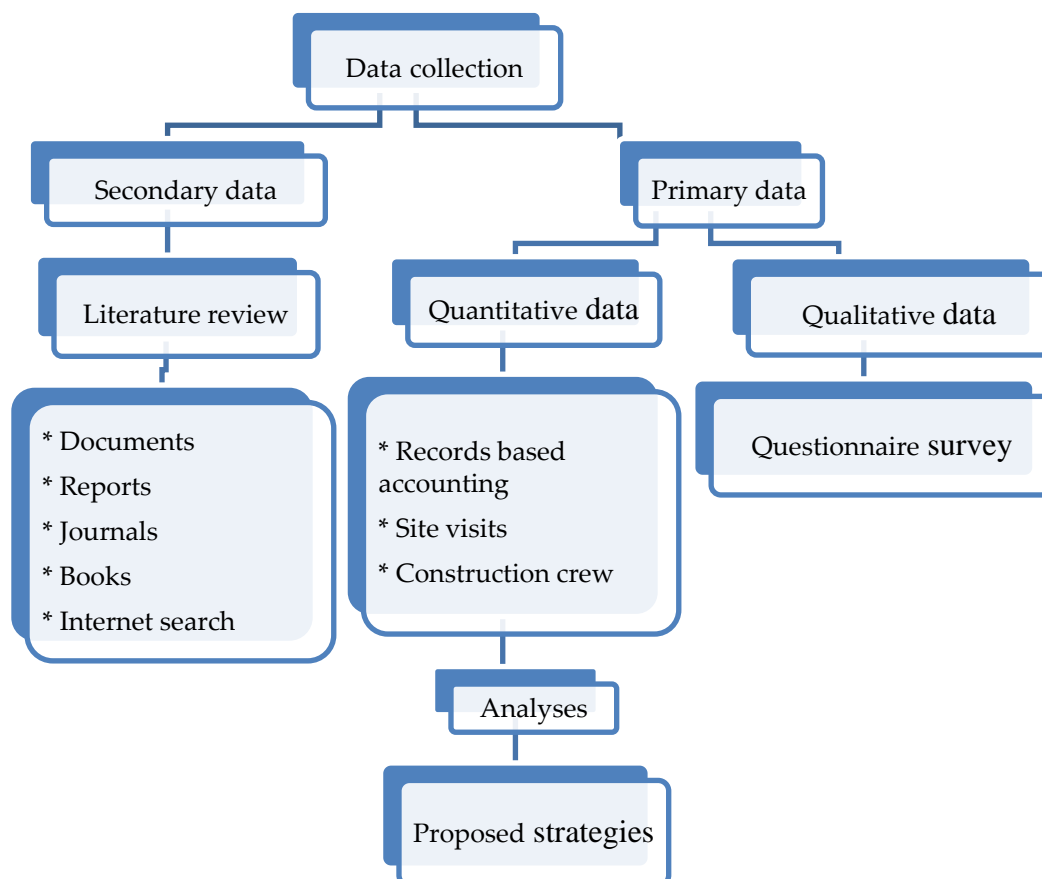 Data collection
Secondary data
Primary data
Literature review
Quantitative data
Qualitative data
* Documents
* Reports
* Journals
* Books
* Internet search
* Records based
accounting
* Site visits
* Construction crew
Questionnaire survey
Analyses
Proposed strategies